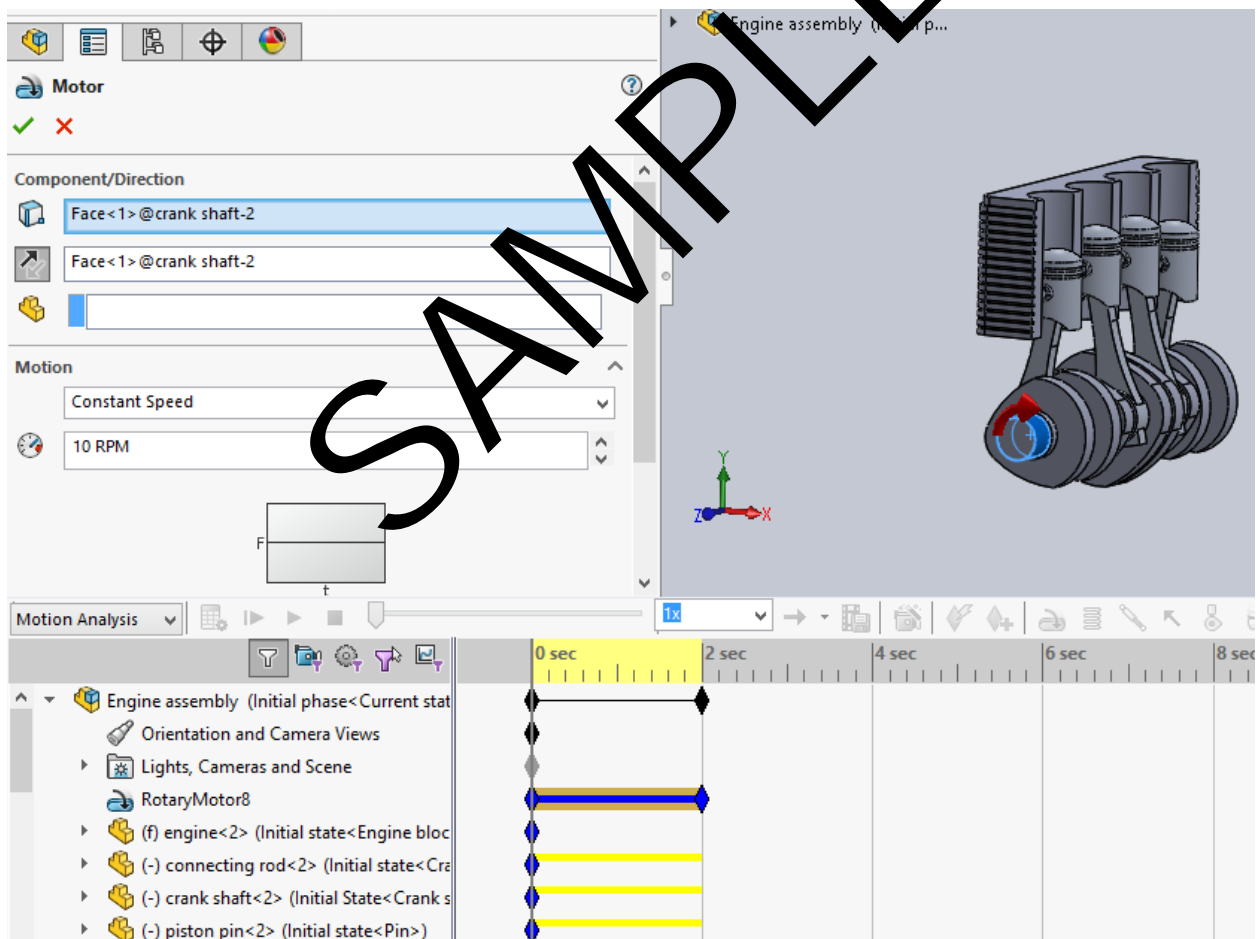 Engine assembly (Initial p...
Motor
Component/Direction
Face<1>@crank shaft-2
Face<1>@crank shaft-2
Motion
Constant Speed
10 RPM
F
t
Y
Z
X
SAMPLE
Motion Analysis
1x
0 sec
2 sec
4 sec
6 sec
8 sec
Engine assembly (Initial phase<Current stat
Orientation and Camera Views
Lights, Cameras and Scene
RotaryMotor8
(f) engine<2> (Initial state<Engine bloc
(-) connecting rod<2> (Initial state<Cra
(-) crank shaft<2> (Initial State<Crank s
(-) piston pin<2> (Initial state<Pin>)